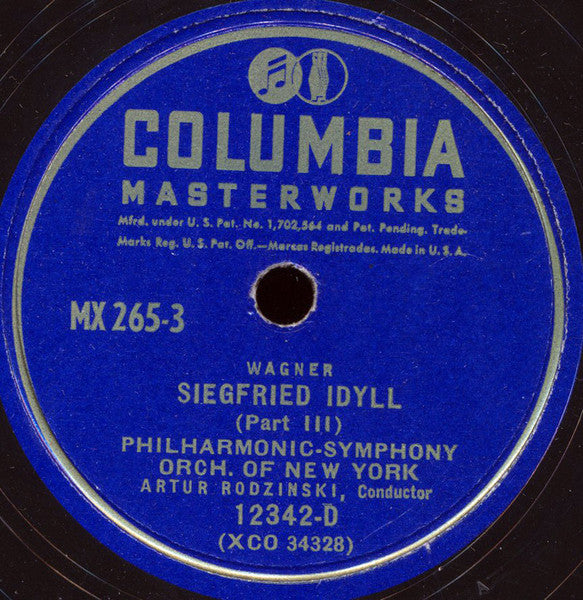 COLUMBIA
MASTERWORKS
Mfrd. under U. S. Pat. No. 1,702,564 and Pat. Pending. Trade-
Marks Reg. U. S. Pat. Off.—Marcas Registradas. Made in U. S. A.
MX 265-3
WAGNER
SIEGFRIED IDYLL
(Part III)
PHILHARMONIC-SYMPHONY
ORCH. OF NEW YORK
ARTUR RODZINSKI, Conductor
12342-D
(XCO 34328)
A